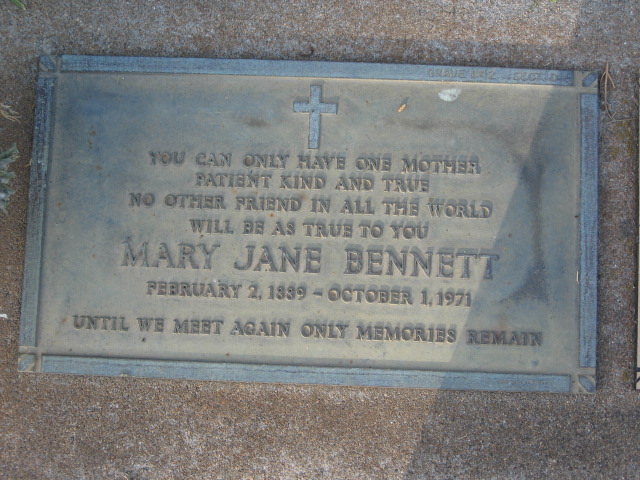 YOU CAN ONLY HAVE ONE MOTHER
PATIENT KIND AND TRUE
NO OTHER FRIEND IN ALL THE WORLD
WILL BE AS TRUE TO YOU
MARY JANE BENNETT
FEBRUARY 2, 1889 - OCTOBER 1, 1971
UNTIL WE MEET AGAIN ONLY MEMORIES REMAIN